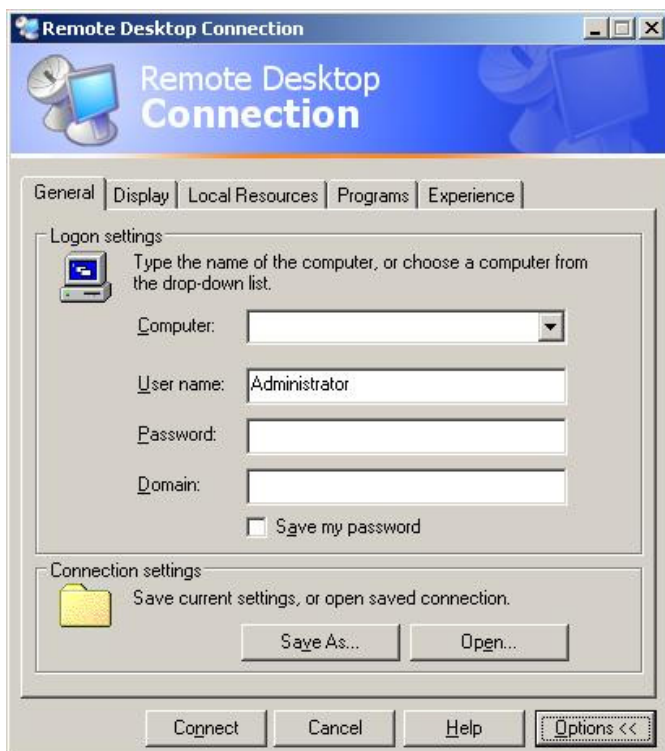 Remote Desktop Connection
Remote Desktop
Connection
General Display Local Resources Programs Experience
Logon settings
Type the name of the computer, or choose a computer from
the drop-down list.
Computer:
User name: Administrator
Password:
Domain:
Save my password
Connection settings
Save current settings, or open saved connection.
Save As... Open...
Connect Cancel Help Options <<